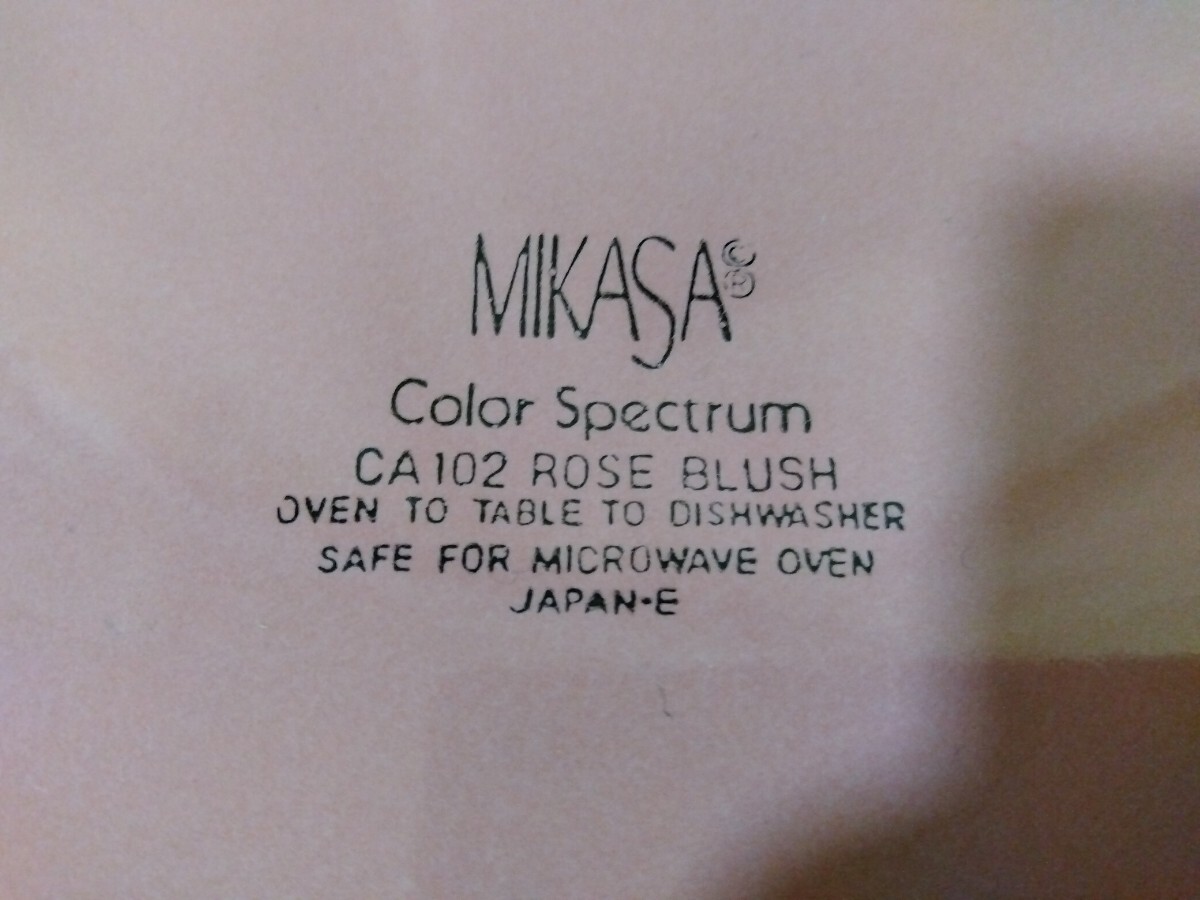 MIKASA©®
Color Spectrum
CA102 ROSE BLUSH
OVEN TO TABLE TO DISHWASHER
SAFE FOR MICROWAVE OVEN
JAPAN-E